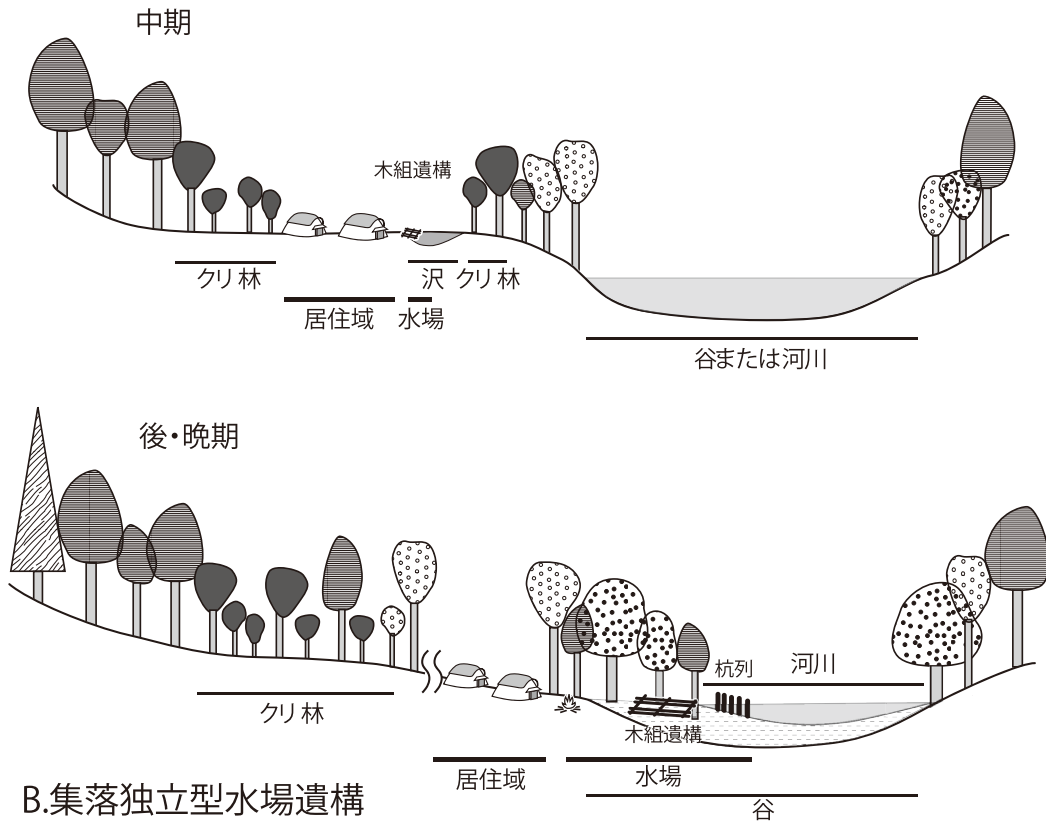 中期
木組遺構
クリ林
沢
クリ林
居住域
水場
谷または河川
後・晩期
杭列
河川
クリ林
木組遺構
居住域
水場
谷
B.集落独立型水場遺構